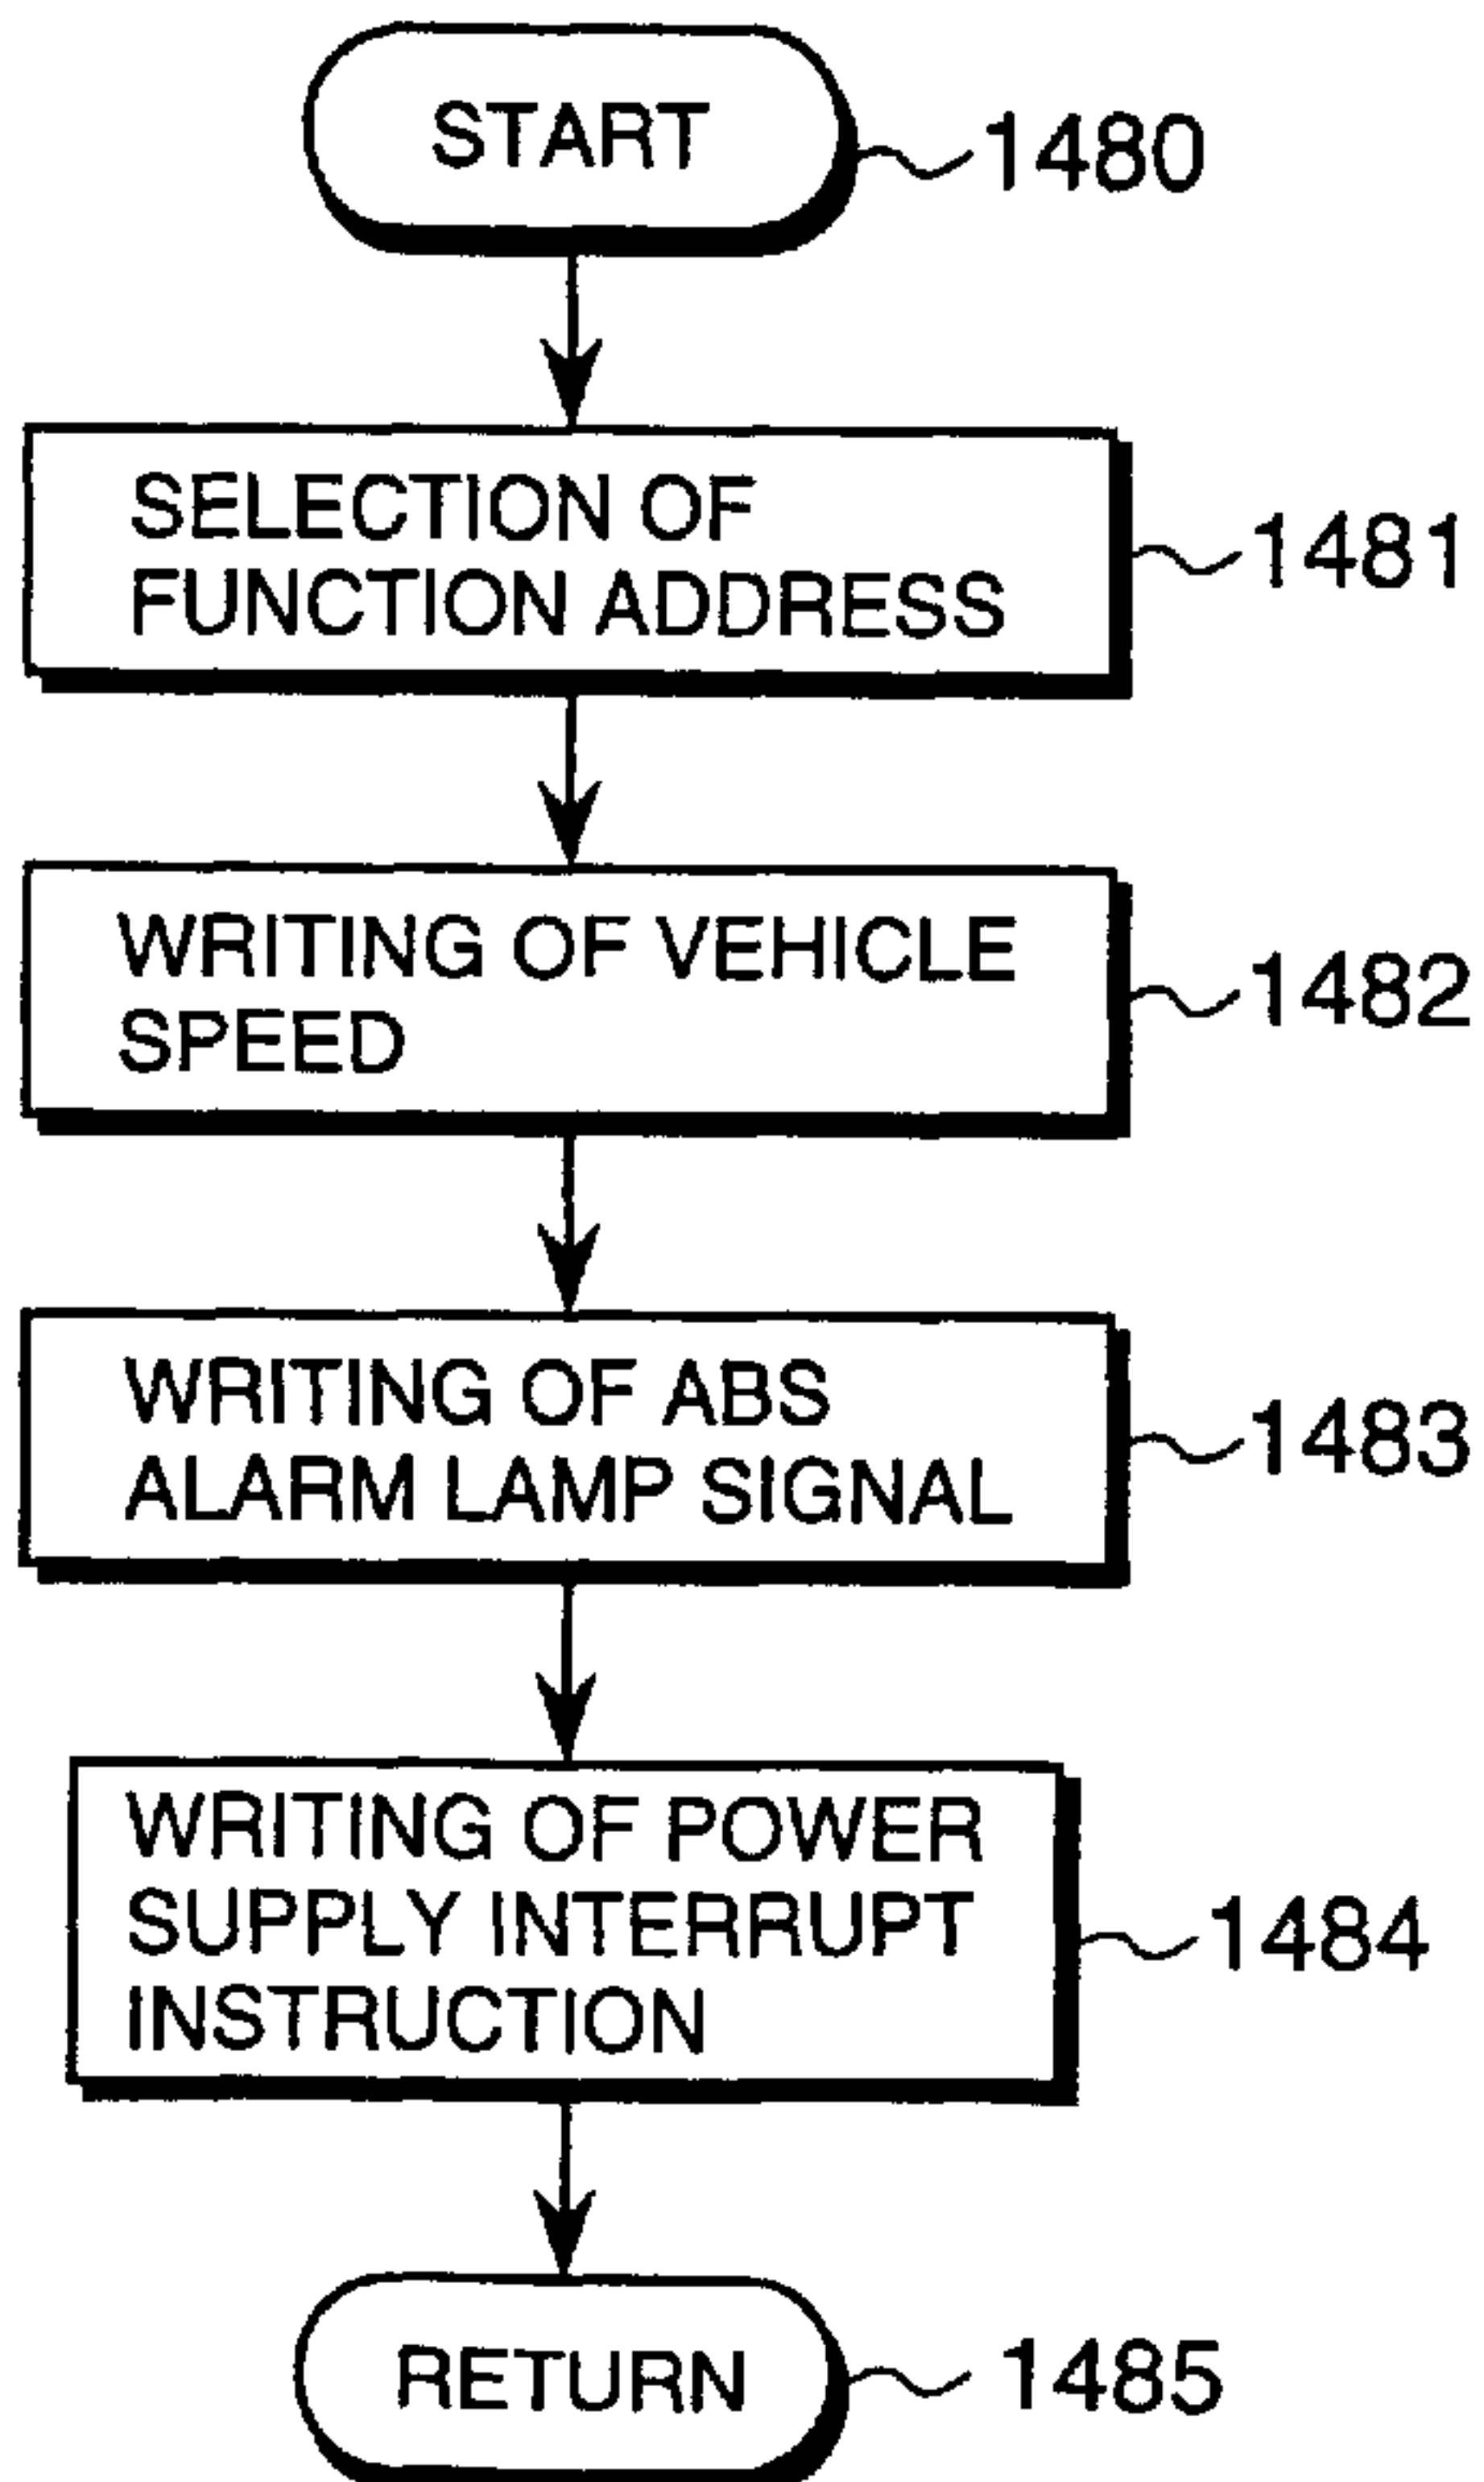 START
1480
SELECTION OF
FUNCTION ADDRESS
1481
WRITING OF VEHICLE
SPEED
1482
WRITING OF ABS
ALARM LAMP SIGNAL
1483
WRITING OF POWER
SUPPLY INTERRUPT
INSTRUCTION
1484
RETURN
1485